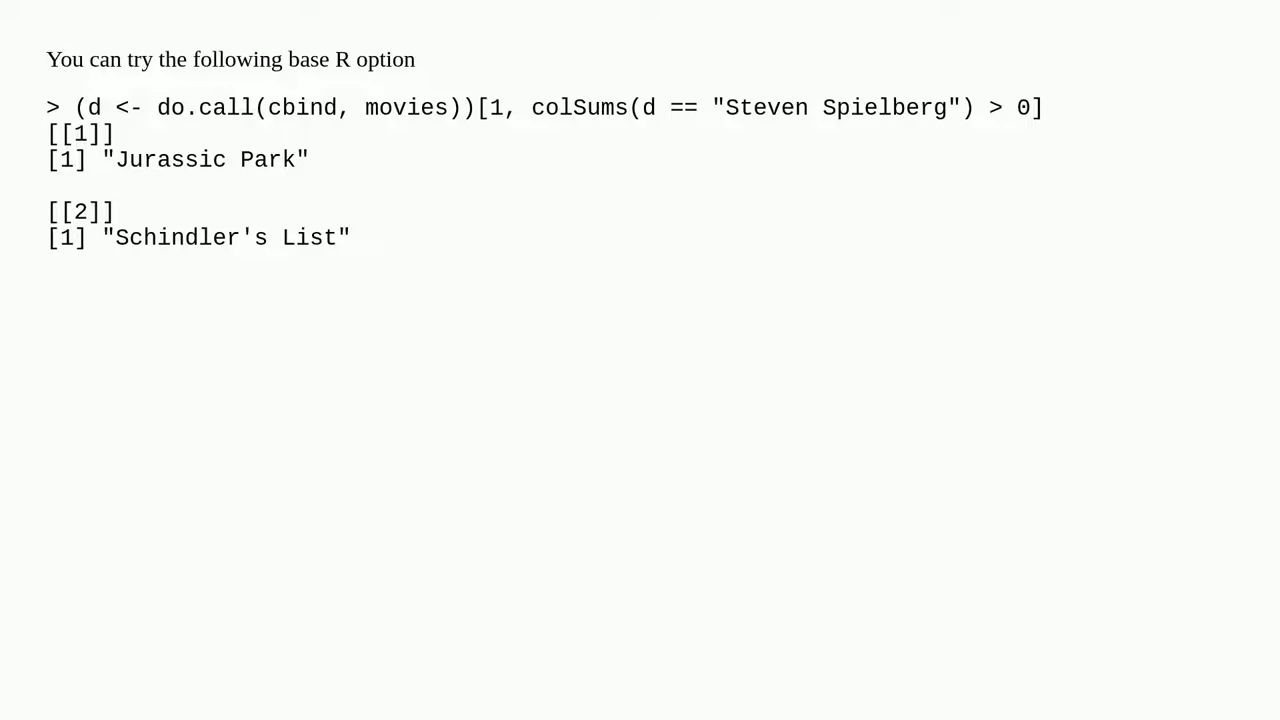 You can try the following base R option
> (d <- do.call(cbind, movies))[1, colSums(d == "Steven Spielberg") > 0]
[[1]]
[1] "Jurassic Park"
[[2]]
[1] "Schindler's List"